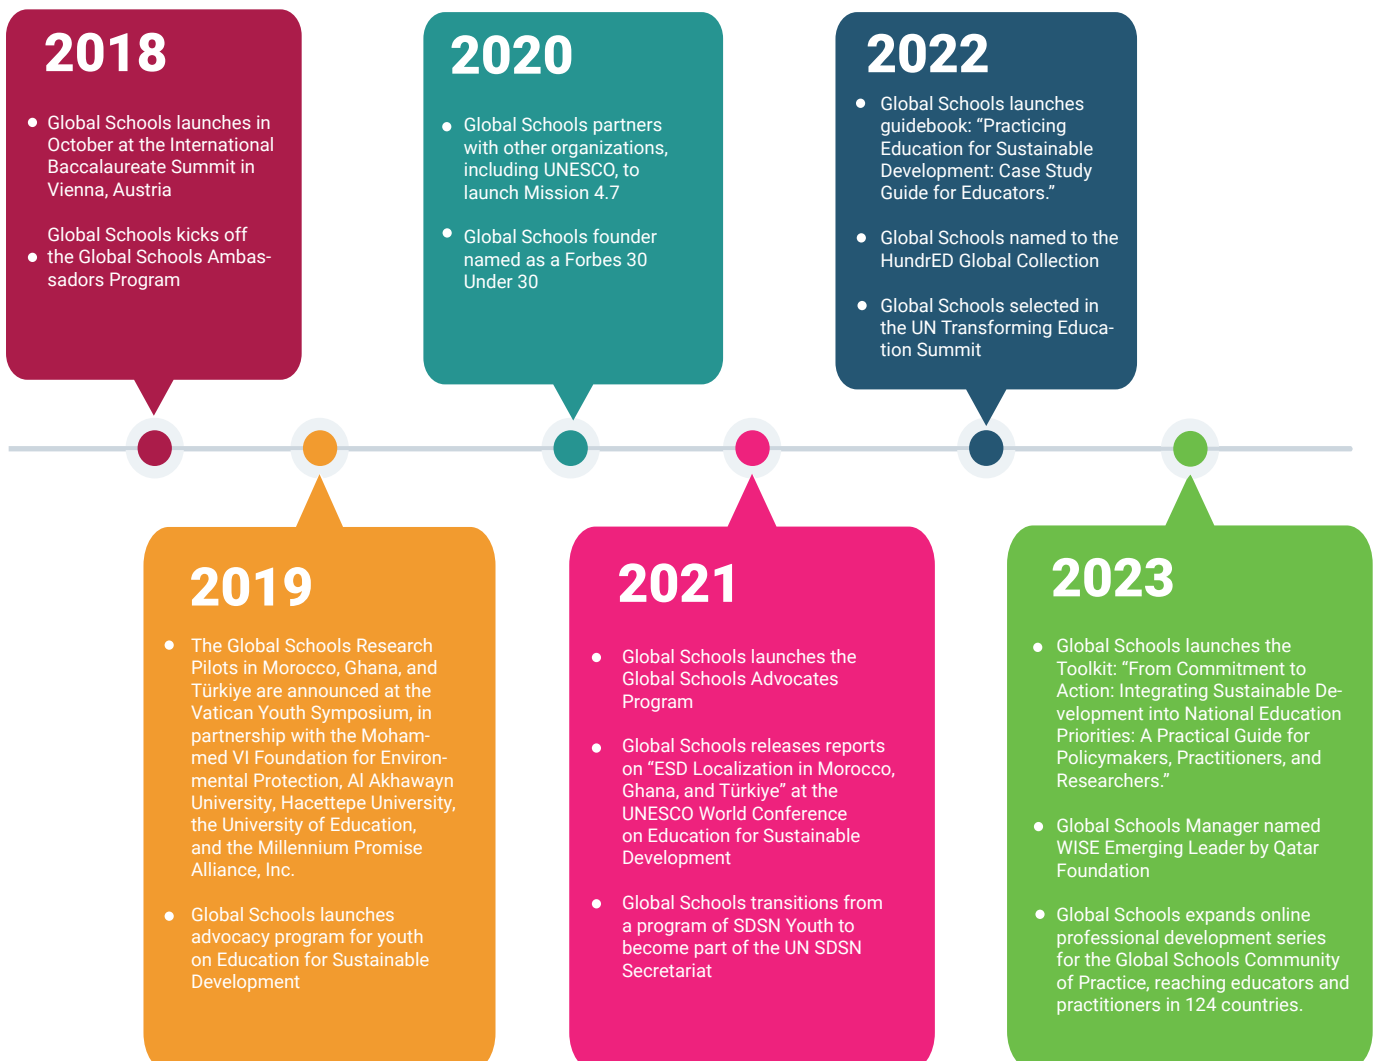 2018
Global Schools launches in
October at the International
Baccalaureate Summit in
Vienna, Austria
Global Schools kicks off
the Global Schools Ambas-
sadors Program
2020
Global Schools partners
with other organizations,
including UNESCO, to
launch Mission 4.7
Global Schools founder
named as a Forbes 30
Under 30
2022
Global Schools launches
guidebook: “Practicing
Education for Sustainable
Development: Case Study
Guide for Educators.”
Global Schools named to the
HundrED Global Collection
Global Schools selected in
the UN Transforming Educa-
tion Summit
2019
The Global Schools Research
Pilots in Morocco, Ghana, and
Türkiye are announced at the
Vatican Youth Symposium, in
partnership with the Moham-
med VI Foundation for Environ-
mental Protection, Al Akhawayn
University, Hacettepe University,
the University of Education,
and the Millennium Promise
Alliance, Inc.
Global Schools launches
advocacy program for youth
on Education for Sustainable
Development
2021
Global Schools launches the
Global Schools Advocates
Program
Global Schools releases reports
on “ESD Localization in Morocco,
Ghana, and Türkiye” at the
UNESCO World Conference
on Education for Sustainable
Development
Global Schools transitions from
a program of SDSN Youth to
become part of the UN SDSN
Secretariat
2023
Global Schools launches the
Toolkit: “From Commitment to
Action: Integrating Sustainable De-
velopment into National Education
Priorities: A Practical Guide for
Policymakers, Practitioners, and
Researchers.”
Global Schools Manager named
WISE Emerging Leader by Qatar
Foundation
Global Schools expands online
professional development series
for the Global Schools Community
of Practice, reaching educators and
practitioners in 124 countries.